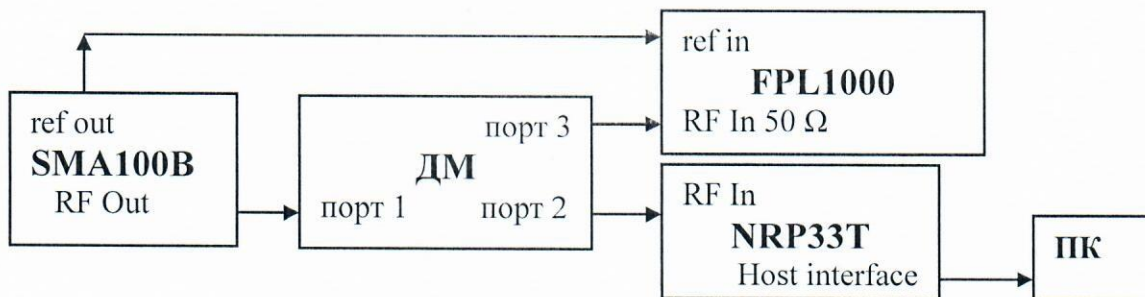 ref in
FPL1000
RF In 50 Ω
ref out
SMA100B
RF Out
порт 3
ДМ
порт 1 порт 2
RF In
NRP33T
Host interface
ПК